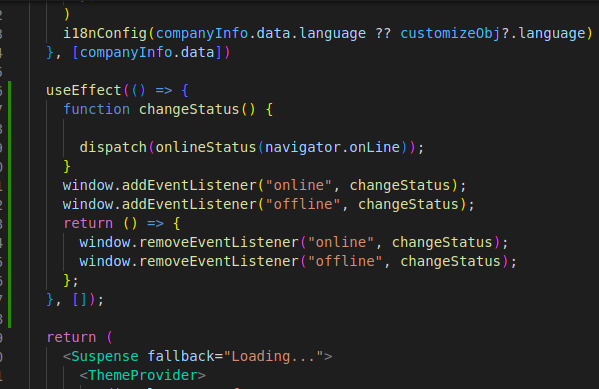 )
i18nConfig(companyInfo.data.language ?? customizeObj?.language)
}, [companyInfo.data])
useEffect(() => {
function changeStatus() {
dispatch(onlineStatus(navigator.onLine));
}
window.addEventListener("online", changeStatus);
window.addEventListener("offline", changeStatus);
return () => {
window.removeEventListener("online", changeStatus);
window.removeEventListener("offline", changeStatus);
};
}, []);
return (
<Suspense fallback="Loading...">
<ThemeProvider>